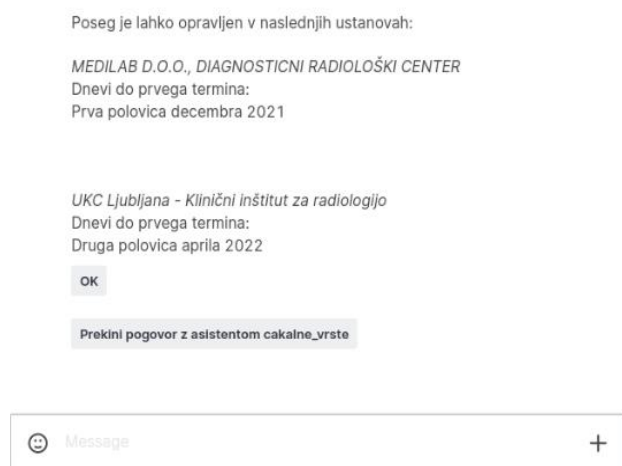 Poseg je lahko opravljen v naslednjih ustanovah:
MEDILAB D.O.O., DIAGNOSTICNI RADIOLOŠKI CENTER
Dnevi do prvega termina:
Prva polovica decembra 2021
UKC Ljubljana - Klinični inštitut za radiologijo
Dnevi do prvega termina:
Druga polovica aprila 2022
OK
Prekini pogovor z asistentom cakalne_vrste
Message